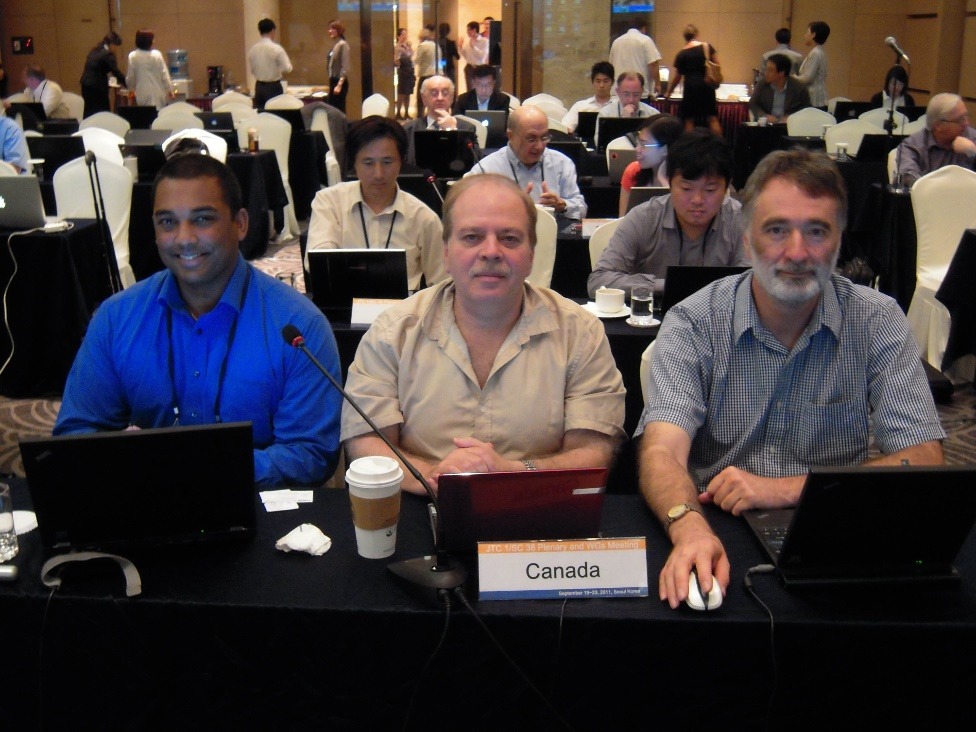 JTC 1/SC 38 Plenary and WGs Meeting
Canada
September 19~23, 2011, Seoul Korea